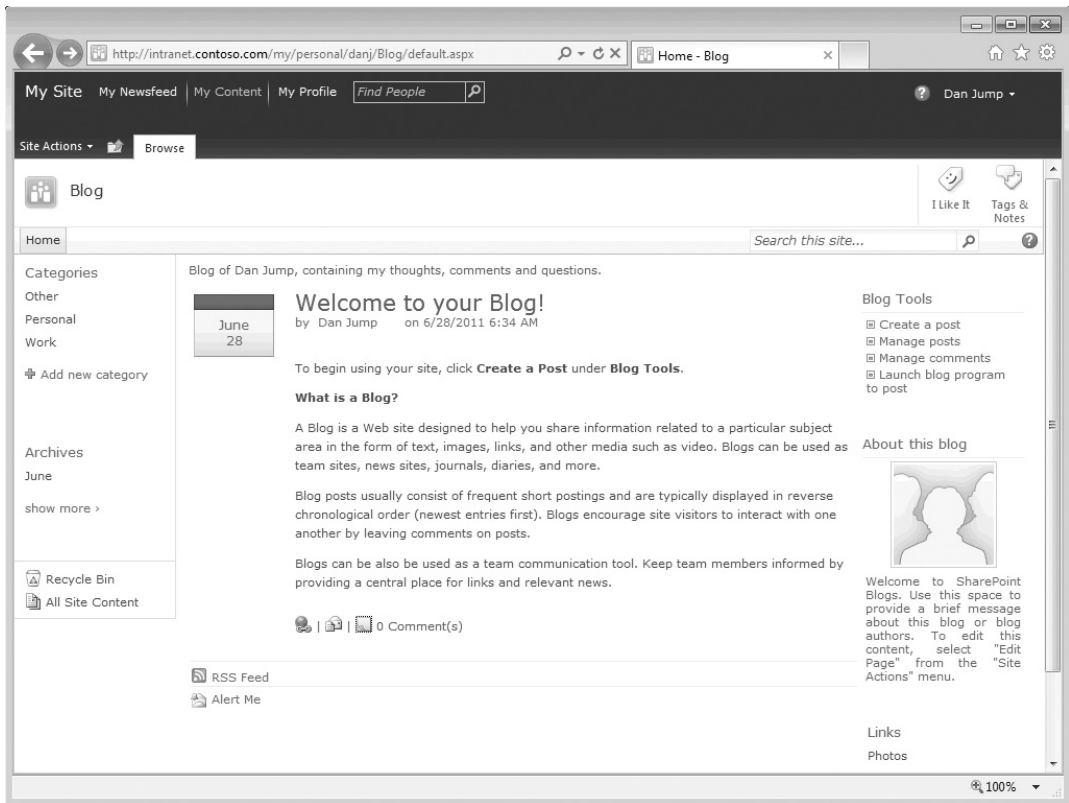 http://intranet.contoso.com/my/personal/danj/Blog/default.aspx
Home - Blog
My Site My Newsfeed | My Content | My Profile Find People
Dan Jump
Site Actions Browse
Blog
I Like It
Tags &
Notes
Home
Search this site...
Categories
Other
Personal
Work
Add new category
Archives
June
show more ›
Recycle Bin
All Site Content
Blog of Dan Jump, containing my thoughts, comments and questions.
June
28
Welcome to your Blog!
by Dan Jump on 6/28/2011 6:34 AM
To begin using your site, click Create a Post under Blog Tools.
What is a Blog?
A Blog is a Web site designed to help you share information related to a particular subject
area in the form of text, images, links, and other media such as video. Blogs can be used as
team sites, news sites, journals, diaries, and more.
Blog posts usually consist of frequent short postings and are typically displayed in reverse
chronological order (newest entries first). Blogs encourage site visitors to interact with one
another by leaving comments on posts.
Blogs can be also be used as a team communication tool. Keep team members informed by
providing a central place for links and relevant news.
| | 0 Comment(s)
RSS Feed
Alert Me
Blog Tools
Create a post
Manage posts
Manage comments
Launch blog program
to post
About this blog
Welcome to SharePoint
Blogs. Use this space to
provide a brief message
about this blog or blog
authors. To edit this
content, select "Edit
Page" from the "Site
Actions" menu.
Links
Photos
100%